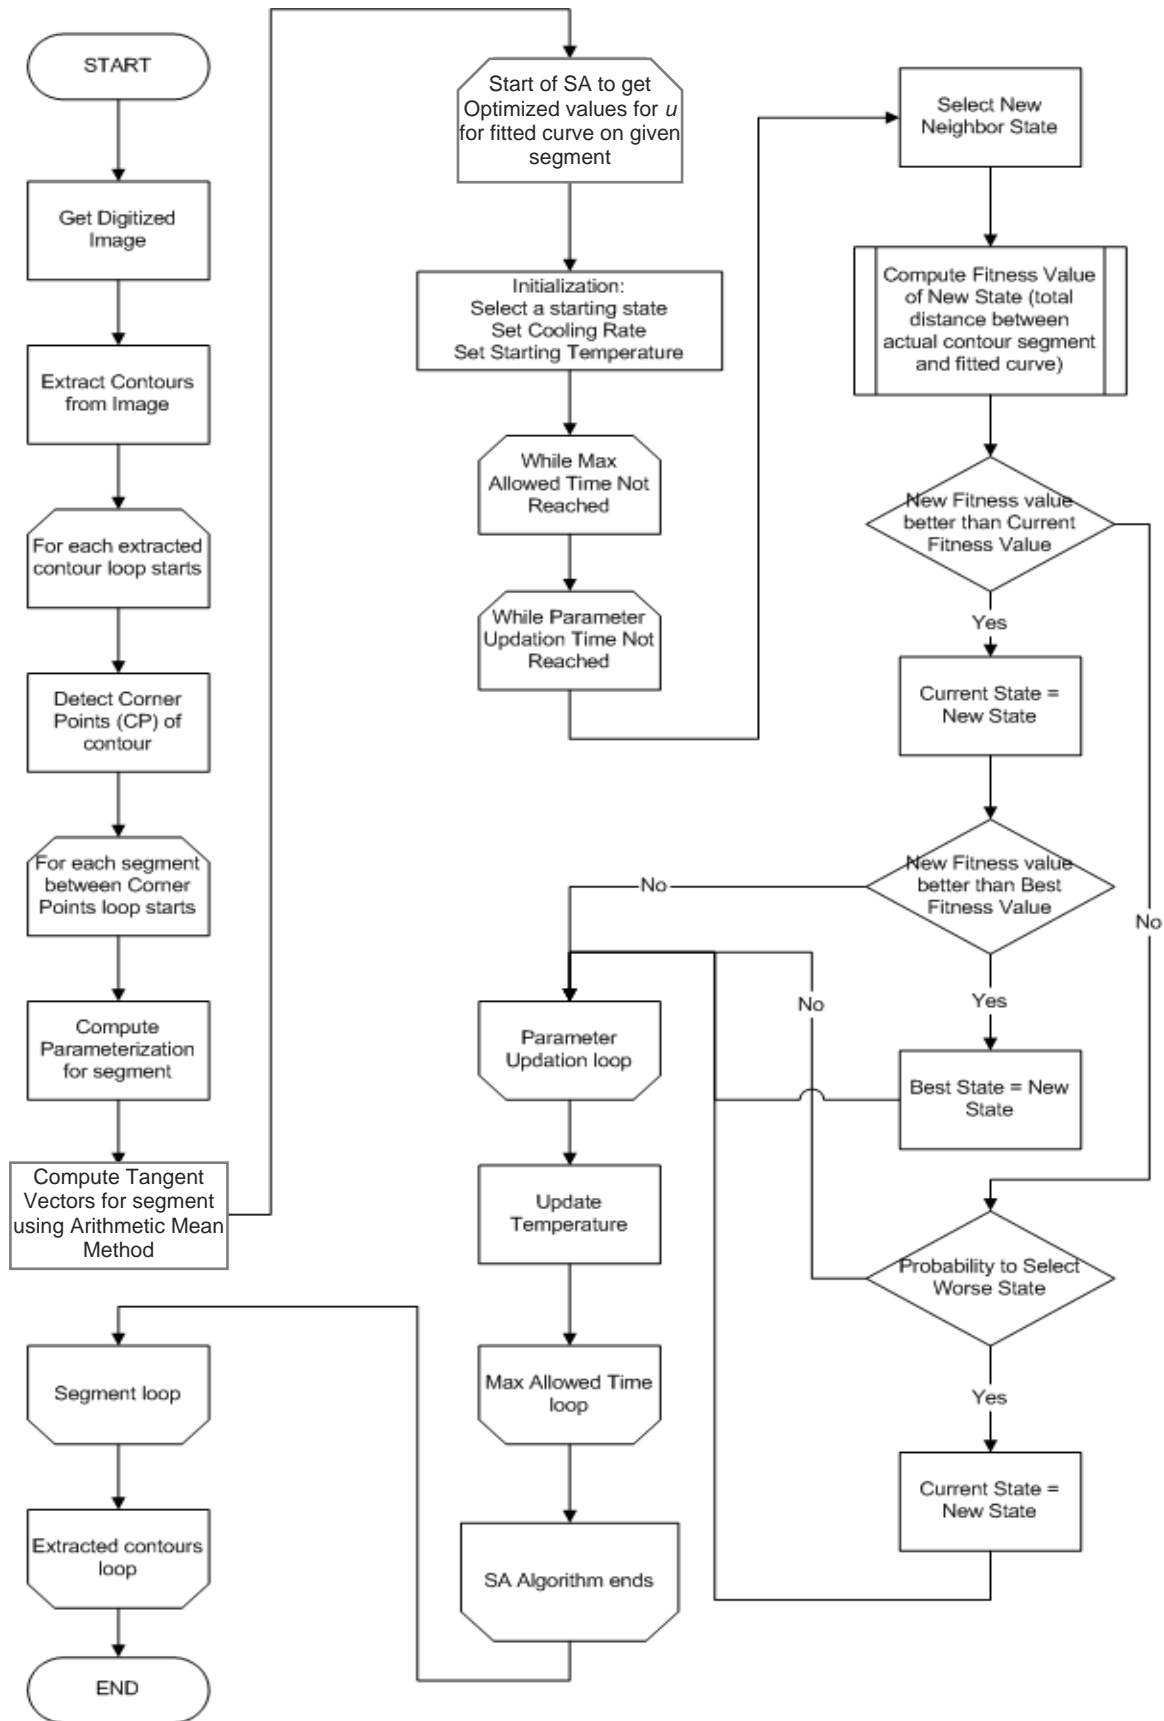 START
Get Digitized
Image
Extract Contours
from Image
For each extracted
contour loop starts
Detect Corner
Points (CP) of
contour
For each segment
between Corner
Points loop starts
Compute
Parameterization
for segment
Compute Tangent
Vectors for segment
using Arithmetic Mean
Method
Start of SA to get
Optimized values for u
for fitted curve on given
segment
Initialization:
Select a starting state
Set Cooling Rate
Set Starting Temperature
While Max
Allowed Time Not
Reached
While Parameter
Updation Time Not
Reached
Select New
Neighbor State
Compute Fitness Value
of New State (total
distance between
actual contour segment
and fitted curve)
New Fitness value
better than Current
Fitness Value
Yes
No
Current State =
New State
New Fitness value
better than Best
Fitness Value
No
Yes
Best State = New
State
Probability to Select
Worse State
No
Yes
Current State =
New State
Parameter
Updation loop
Update
Temperature
Max Allowed Time
loop
SA Algorithm ends
Segment loop
Extracted contours
loop
END